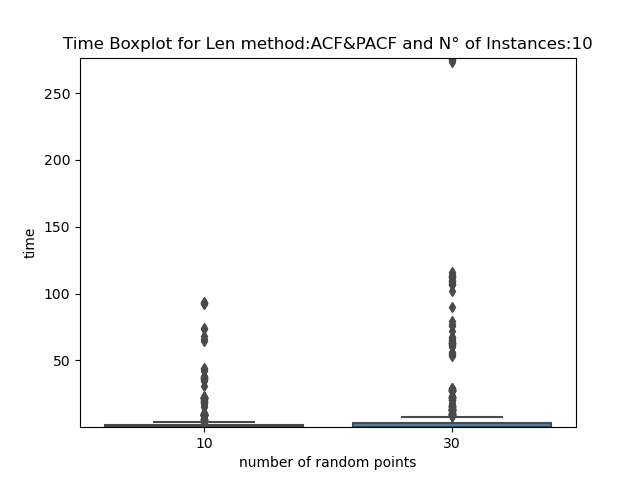 Time Boxplot for Len method:ACF&PACF and N° of Instances:10
250
200
150
100
50
time
10 30
number of random points